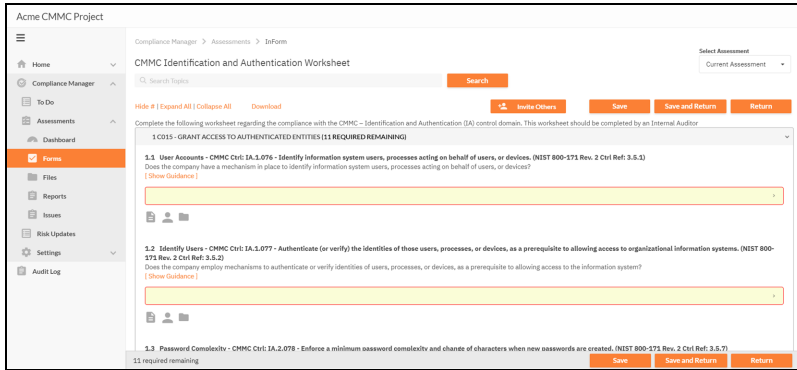 Acme CMMC Project
Home
Compliance Manager
To Do
Assessments
Dashboard
Forms
Files
Reports
Issues
Risk Updates
Settings
Audit Log
Compliance Manager > Assessments > InForm
Select Assessment
CMMC Identification and Authentication Worksheet
Current Assessment
Search Topics
Search
Hide # | Expand All | Collapse All Download
Invite Others
Save
Save and Return
Return
Complete the following worksheet regarding the compliance with the CMMC – Identification and Authentication (IA) control domain. This worksheet should be completed by an Internal Auditor
1 C015 - GRANT ACCESS TO AUTHENTICATED ENTITIES (11 REQUIRED REMAINING)
1.1 User Accounts - CMMC Ctrl: IA.1.076 - Identify information system users, processes acting on behalf of users, or devices. (NIST 800-171 Rev. 2 Ctrl Ref: 3.5.1)
Does the company have a mechanism in place to identify information system users, processes acting on behalf of users, or devices?
[ Show Guidance ]
1.2 Identify Users - CMMC Ctrl: IA.1.077 - Authenticate (or verify) the identities of those users, processes, or devices, as a prerequisite to allowing access to organizational information systems. (NIST 800-
171 Rev. 2 Ctrl Ref: 3.5.2)
Does the company employ mechanisms to authenticate or verify identities of users, processes, or devices, as a prerequisite to allowing access to the information system?
[ Show Guidance ]
1.3 Password Complexity - CMMC Ctrl: IA.2.078 - Enforce a minimum password complexity and change of characters when new passwords are created. (NIST 800-171 Rev. 2 Ctrl Ref: 3.5.7)
11 required remaining
Save
Save and Return
Return